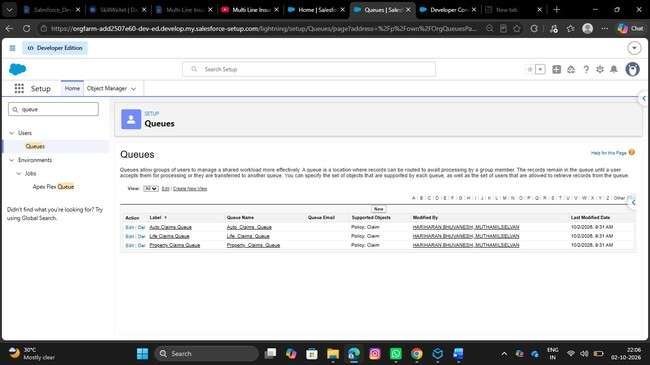 Salesforce_Dev
SkillWallet
Multi Line Insu
Multi Line Insu
Home | Salesfo
Queues | Sales
Developer Con
New tab
https://orgfarm-add2507e60-dev-ed.develop.my.salesforce-setup.com/lightning/setup/Queues/page?address=%2Fp%2Fown%2FOrgQueuesPa...
Chat
Developer Edition
Search Setup
Setup
Home
Object Manager
queue
Users
Queues
Environments
Jobs
Apex Flex Queue
Didn't find what you're looking for? Try
using Global Search.
SETUP
Queues
Queues
Help for this Page
Queues allow groups of users to manage a shared workload more effectively. A queue is a location where records can be routed to await processing by a group member. The records remain in the queue until a user
accepts them for processing or they are transferred to another queue. You can specify the set of objects that are supported by each queue, as well as the set of users that are allowed to retrieve records from the queue.
View: All Edit | Create New View
A B C D E F G H I J K L M N O P Q R S T U V W X Y Z Other
New
Action Label Queue Name Queue Email Supported Objects Modified By Last Modified Date
Edit | Del Auto Claims Queue Auto_Claims_Queue Policy, Claim HARIHARAN BHUVANESH, MUTHAMILSELVAN 10/2/2026, 9:31 AM
Edit | Del Life Claims Queue Life_Claims_Queue Policy, Claim HARIHARAN BHUVANESH, MUTHAMILSELVAN 10/2/2026, 9:31 AM
Edit | Del Property Claims Queue Property_Claims_Queue Policy, Claim HARIHARAN BHUVANESH, MUTHAMILSELVAN 10/2/2026, 9:31 AM
30°C
Mostly clear
Search
ENG
IN
22:06
02-10-2026